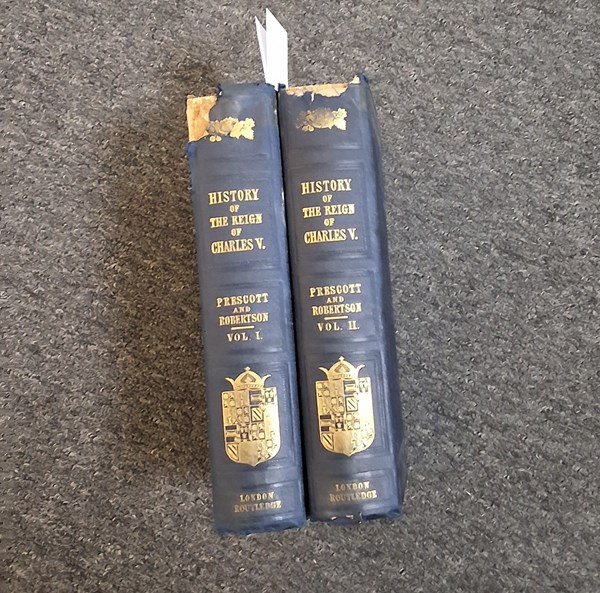 HISTORY
OF
THE REIGN
OF
CHARLES V.
PRESCOTT
AND
ROBERTSON
VOL. I.
LONDON
ROUTLEDGE
HISTORY
OF
THE REIGN
OF
CHARLES V.
PRESCOTT
AND
ROBERTSON
VOL. II.
LONDON
ROUTLEDGE